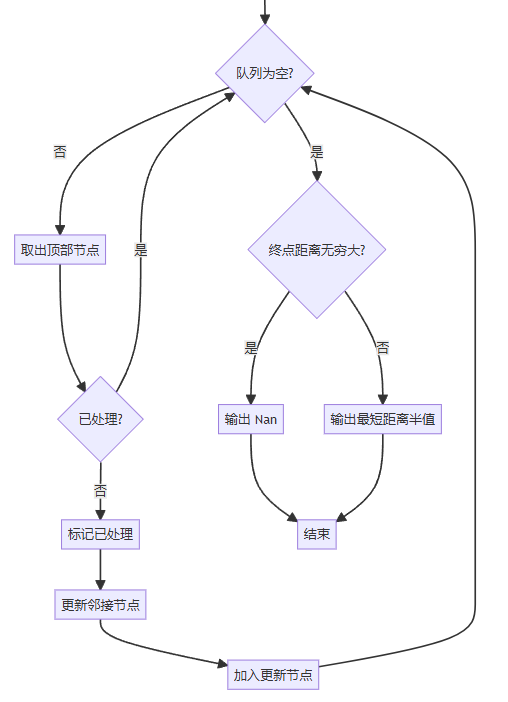 队列为空?
否
是
取出顶部节点
是
终点距离无穷大?
是
否
已处理?
输出 Nan
输出最短距离半值
否
标记已处理
结束
更新邻接节点
加入更新节点